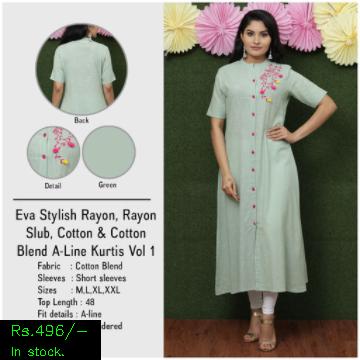 Back
Detail
Green
Eva Stylish Rayon, Rayon
Slub, Cotton & Cotton
Blend A-Line Kurtis Vol 1
Fabric : Cotton Blend
Sleeves : Short sleeves
Sizes : M,L,XL,XXL
Top Length : 48
Fit details : A-line
Rs.496/-
In stock.